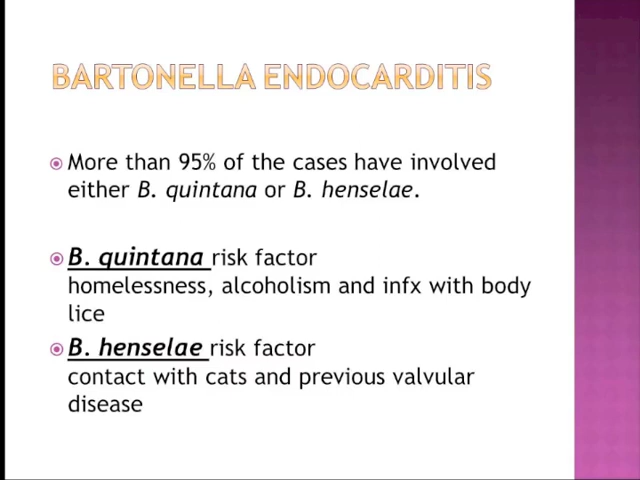 BARTONELLA ENDOCARDITIS
More than 95% of the cases have involved
either B. quintana or B. henselae.
B. quintana risk factor
homelessness, alcoholism and infx with body
lice
B. henselae risk factor
contact with cats and previous valvular
disease